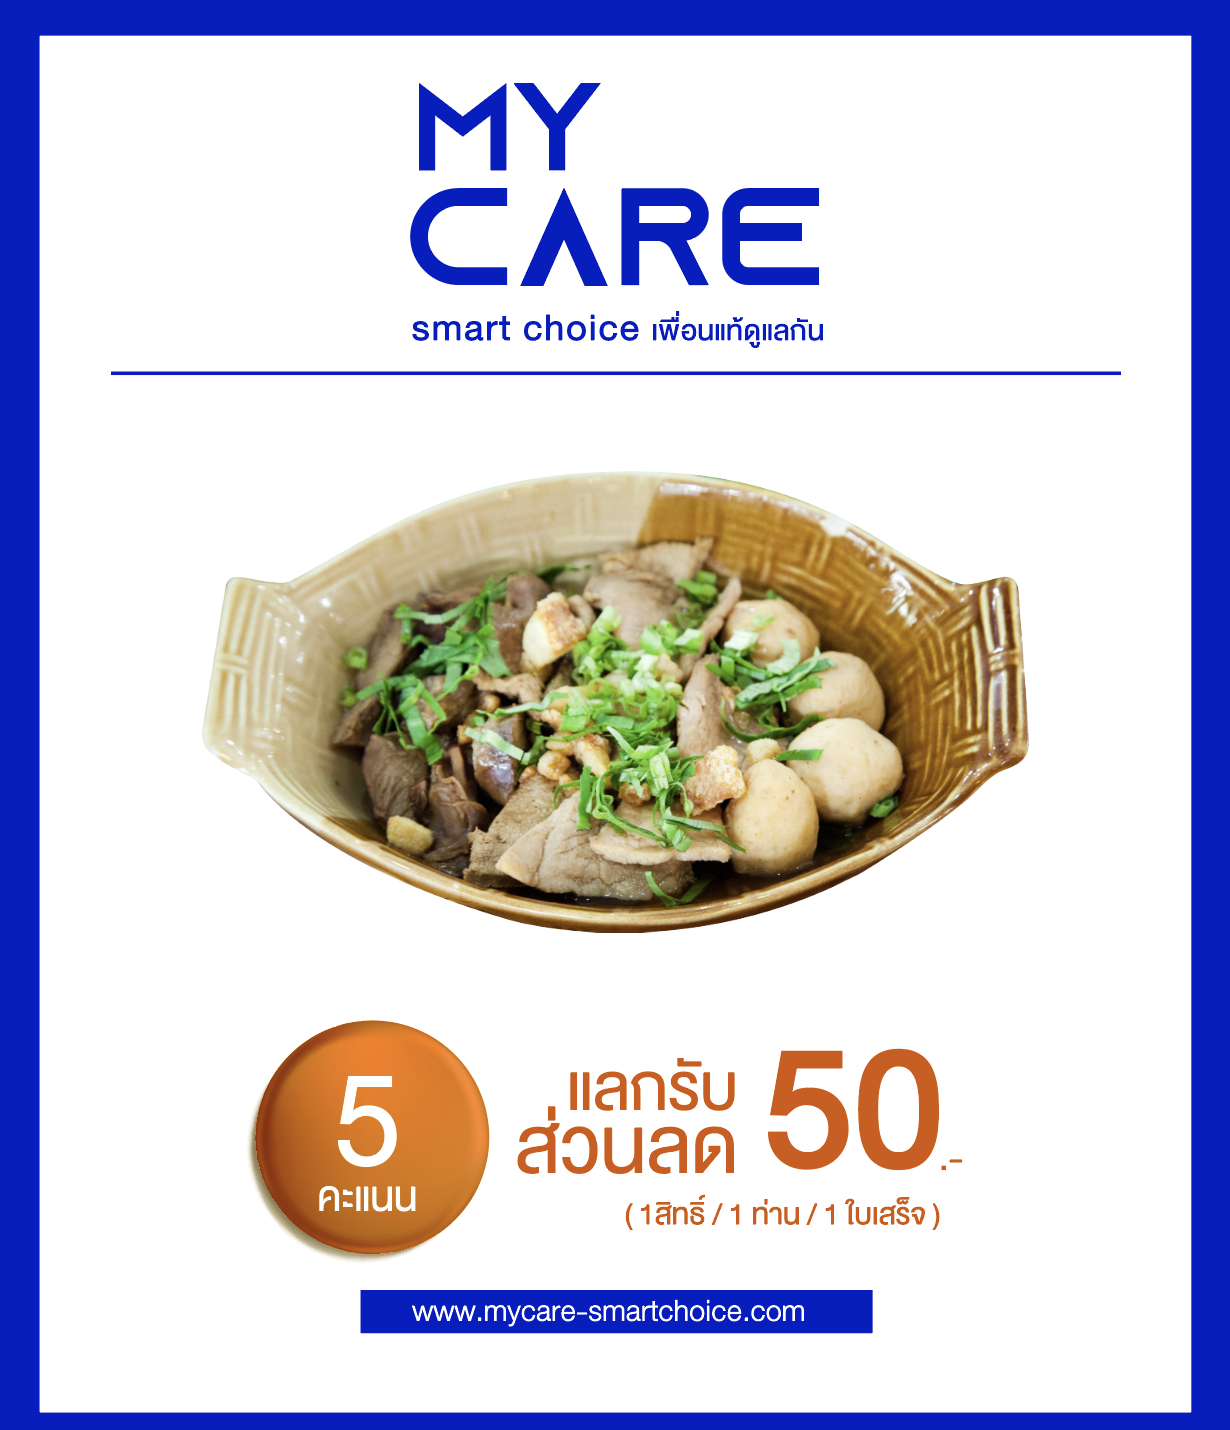 MY
CARE
smart choice เพื่อนแท้ดูแลกัน
5
คะแนน
แลกรับ
ส่วนลด 50.-
( 1สิทธิ์ / 1 ท่าน / 1 ใบเสร็จ )
www.mycare-smartchoice.com